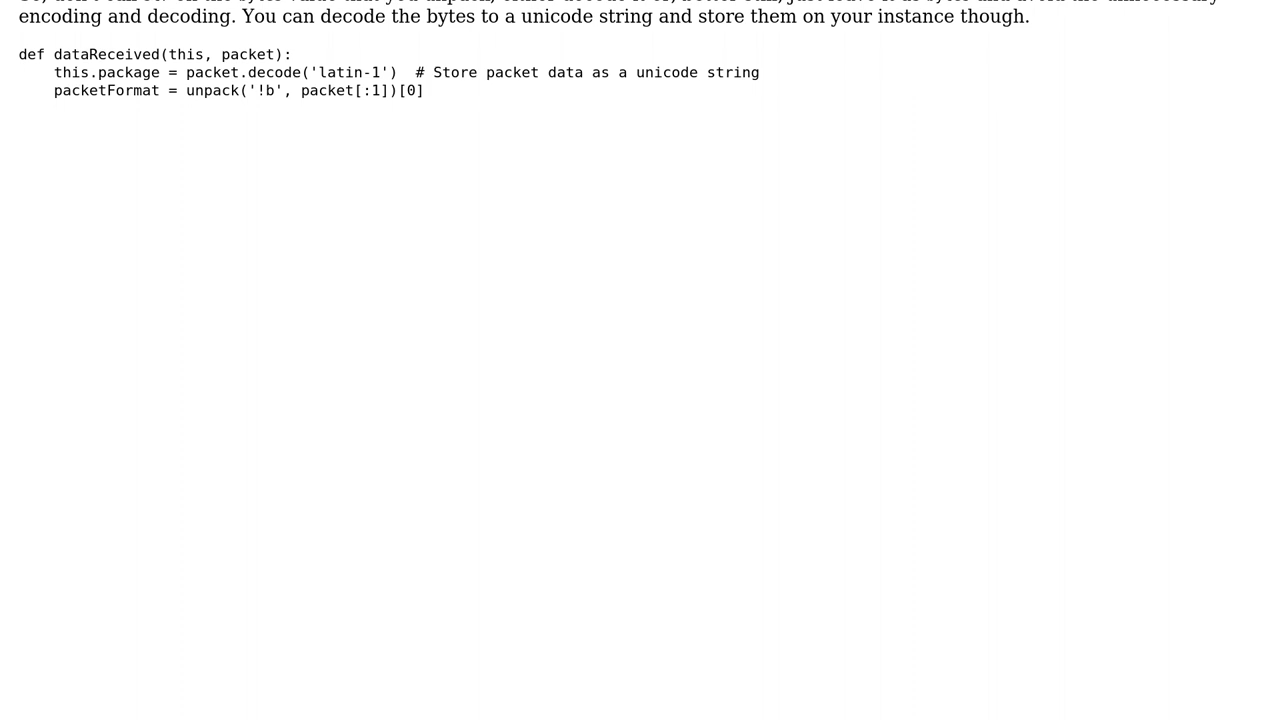 encoding and decoding. You can decode the bytes to a unicode string and store them on your instance though.
def dataReceived(this, packet):
    this.package = packet.decode('latin-1')  # Store packet data as a unicode string
    packetFormat = unpack('!b', packet[:1])[0]